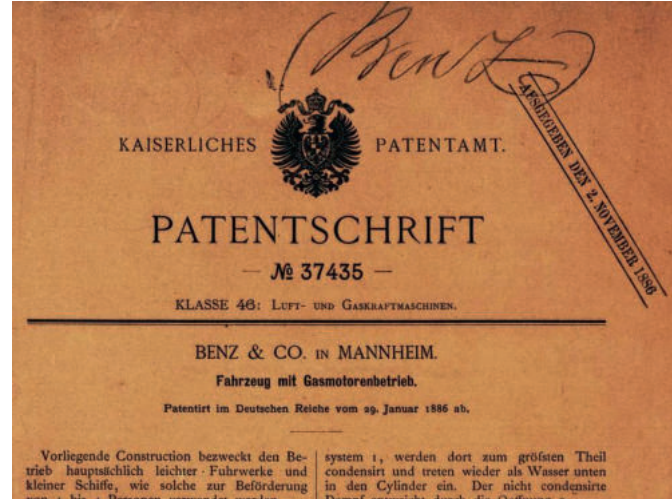 (Benz)
AUSGEGEBEN DEN 2. NOVEMBER 1886
KAISERLICHES PATENTAMT.
PATENTSCHRIFT
— № 37435 —
KLASSE 46: LUFT- UND GASKRAFTMASCHINEN.
BENZ & CO. IN MANNHEIM.
Fahrzeug mit Gasmotorenbetrieb.
Patentirt im Deutschen Reiche vom 29. Januar 1886 ab.
Vorliegende Construction bezweckt den Be-
trieb hauptsächlich leichter Fuhrwerke und
kleiner Schiffe, wie solche zur Beförderung
system 1, werden dort zum gröfsten Theil
condensirt und treten wieder als Wasser unten
in den Cylinder ein. Der nicht condensirte